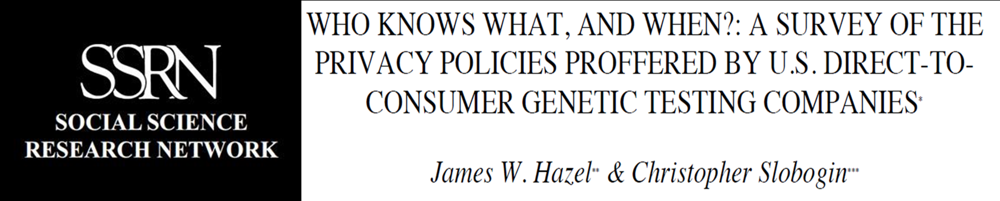 SSRN
SOCIAL SCIENCE
RESEARCH NETWORK
WHO KNOWS WHAT, AND WHEN?: A SURVEY OF THE
PRIVACY POLICIES PROFFERED BY U.S. DIRECT-TO-
CONSUMER GENETIC TESTING COMPANIES*
James W. Hazel** & Christopher Slobogin***